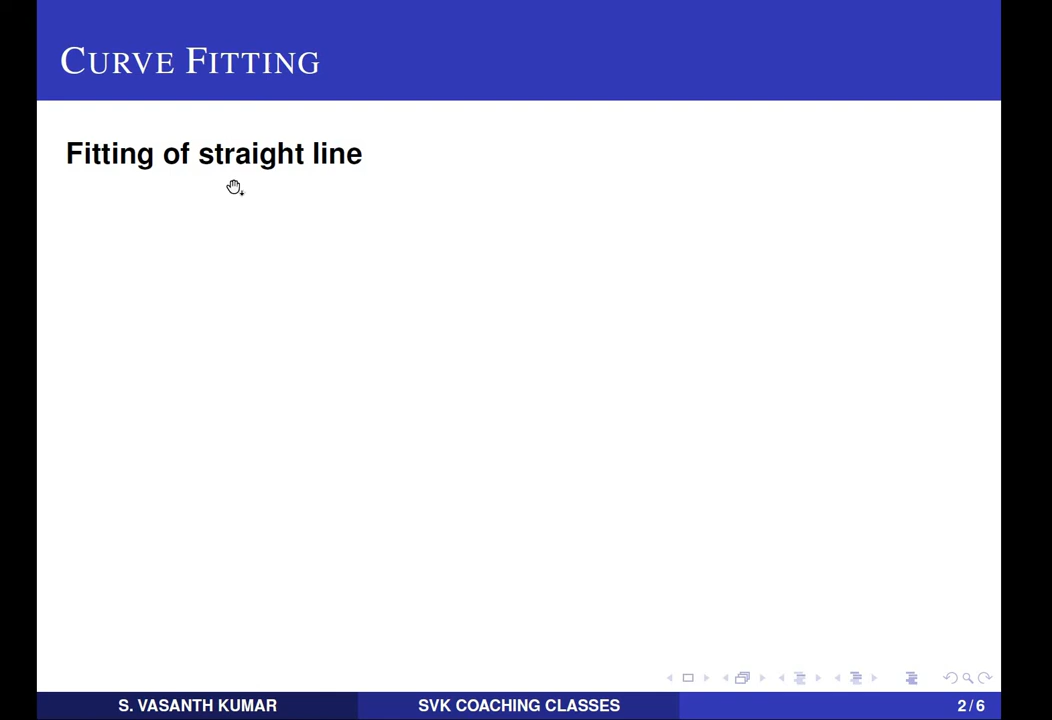 CURVE FITTING
Fitting of straight line
S. VASANTH KUMAR
SVK COACHING CLASSES
2 / 6